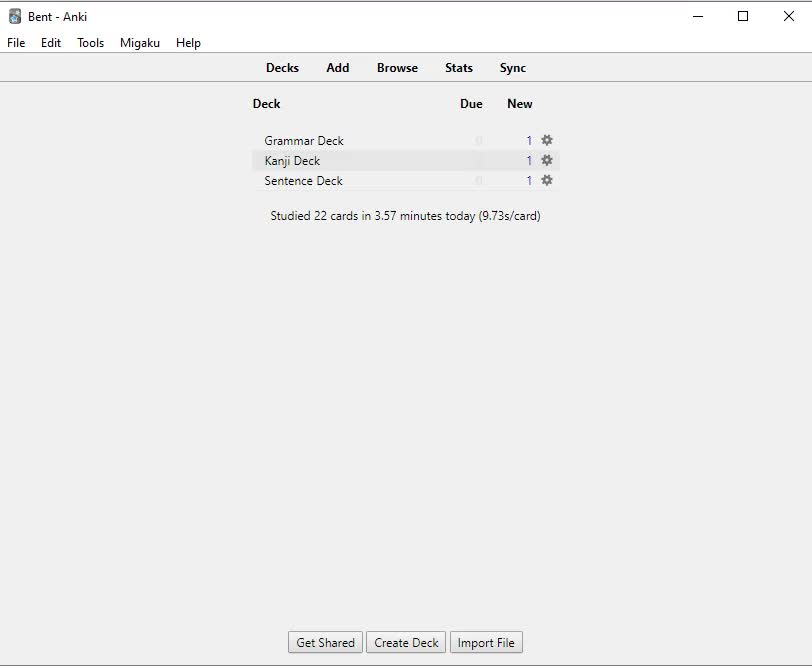 Bent - Anki
File Edit Tools Migaku Help
Decks Add Browse Stats Sync
Deck Due New
Grammar Deck 0 1
Kanji Deck 1
Sentence Deck 0 1
Studied 22 cards in 3.57 minutes today (9.73s/card)
Get Shared Create Deck Import File